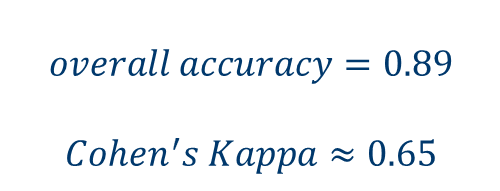 overall accuracy = 0.89
Cohen's Kappa ≈ 0.65